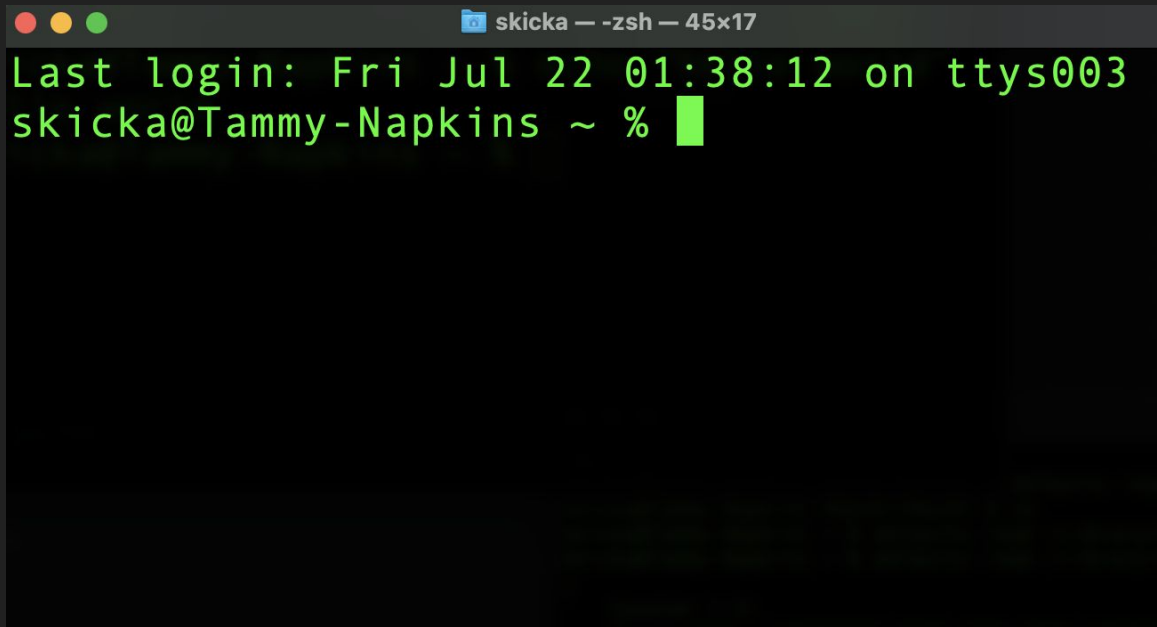 skicka — -zsh — 45×17
Last login: Fri Jul 22 01:38:12 on ttys003
skicka@Tammy-Napkins ~ %